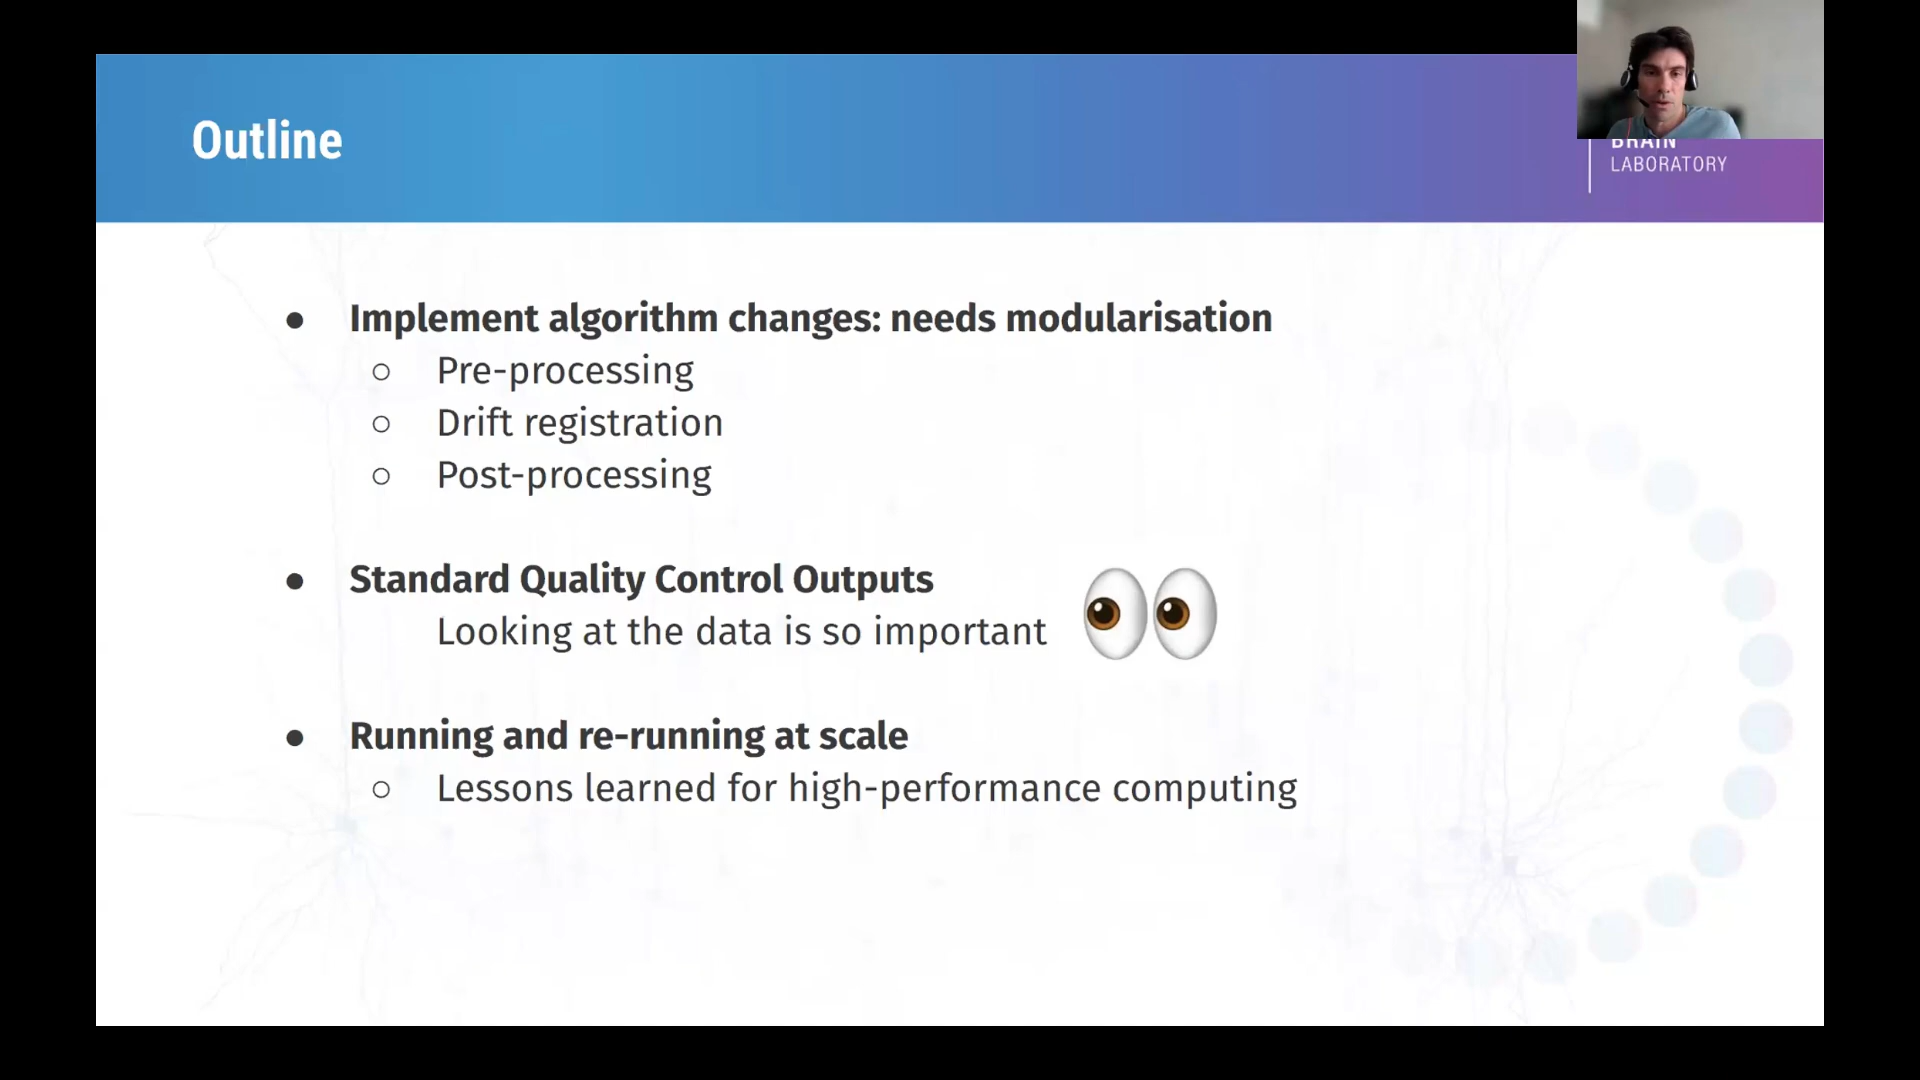 Outline
BRAIN
LABORATORY
● Implement algorithm changes: needs modularisation
○ Pre-processing
○ Drift registration
○ Post-processing
● Standard Quality Control Outputs
Looking at the data is so important
● Running and re-running at scale
○ Lessons learned for high-performance computing